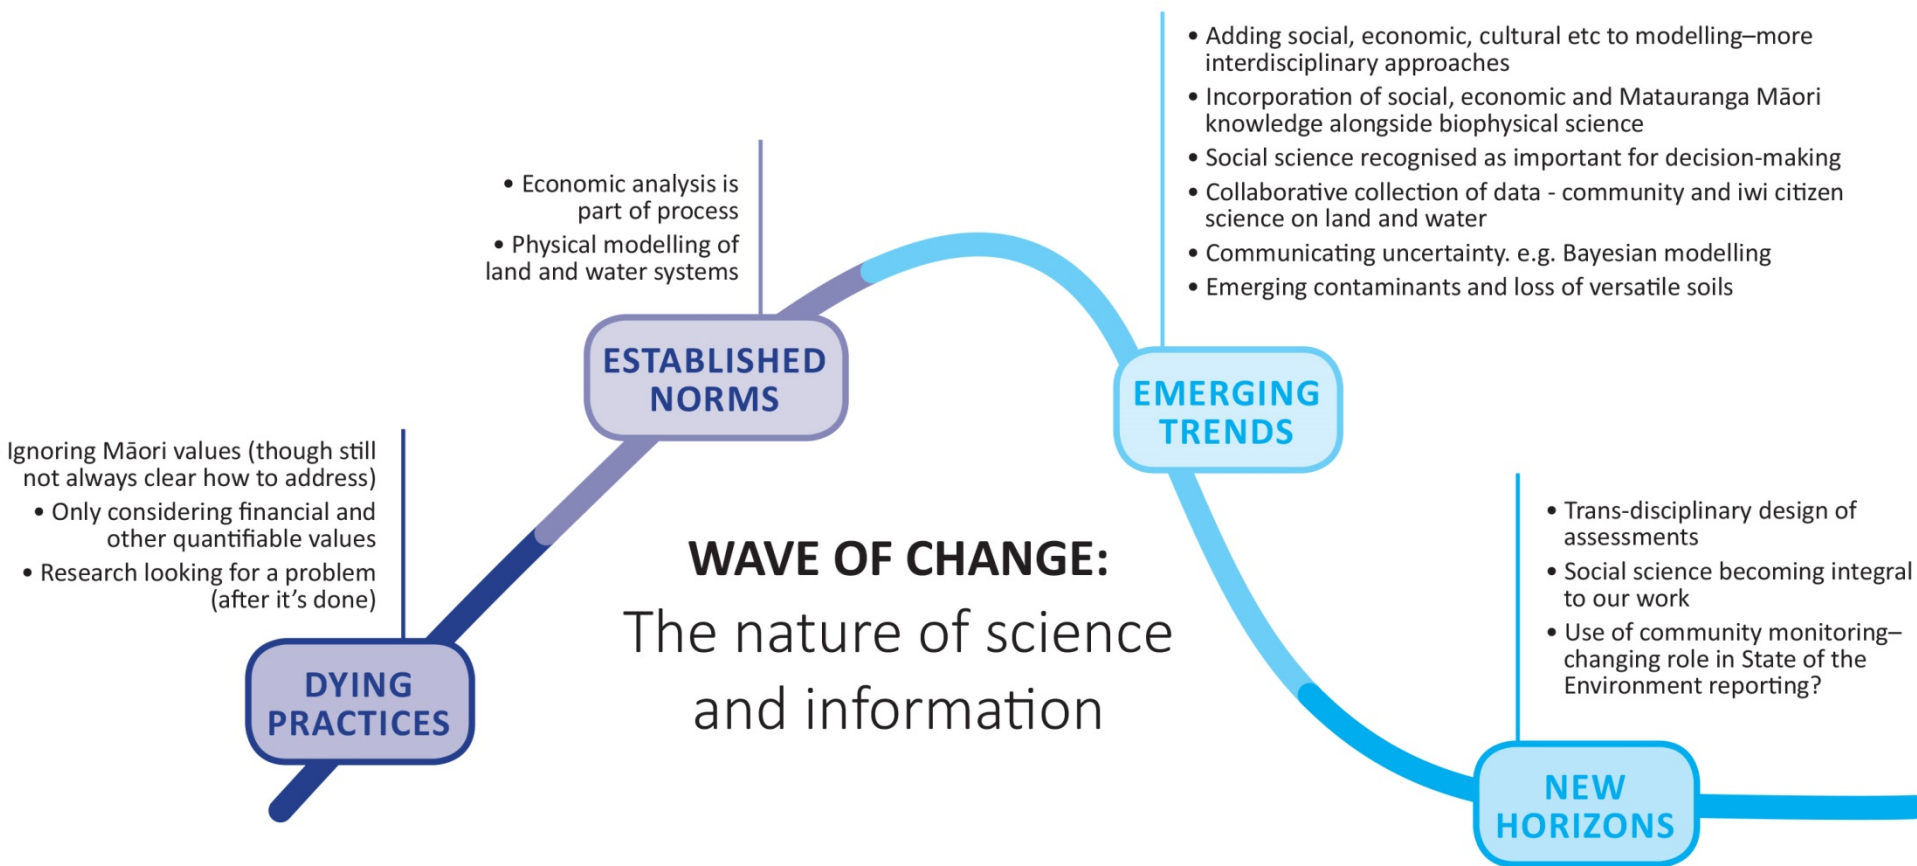 Ignoring Māori values (though still
not always clear how to address)
• Only considering financial and
other quantifiable values
• Research looking for a problem
(after it's done)
DYING
PRACTICES
• Economic analysis is
part of process
• Physical modelling of
land and water systems
ESTABLISHED
NORMS
WAVE OF CHANGE:
The nature of science
and information
• Adding social, economic, cultural etc to modelling–more
interdisciplinary approaches
• Incorporation of social, economic and Matauranga Māori
knowledge alongside biophysical science
• Social science recognised as important for decision-making
• Collaborative collection of data - community and iwi citizen
science on land and water
• Communicating uncertainty. e.g. Bayesian modelling
• Emerging contaminants and loss of versatile soils
EMERGING
TRENDS
• Trans-disciplinary design of
assessments
• Social science becoming integral
to our work
• Use of community monitoring–
changing role in State of the
Environment reporting?
NEW
HORIZONS